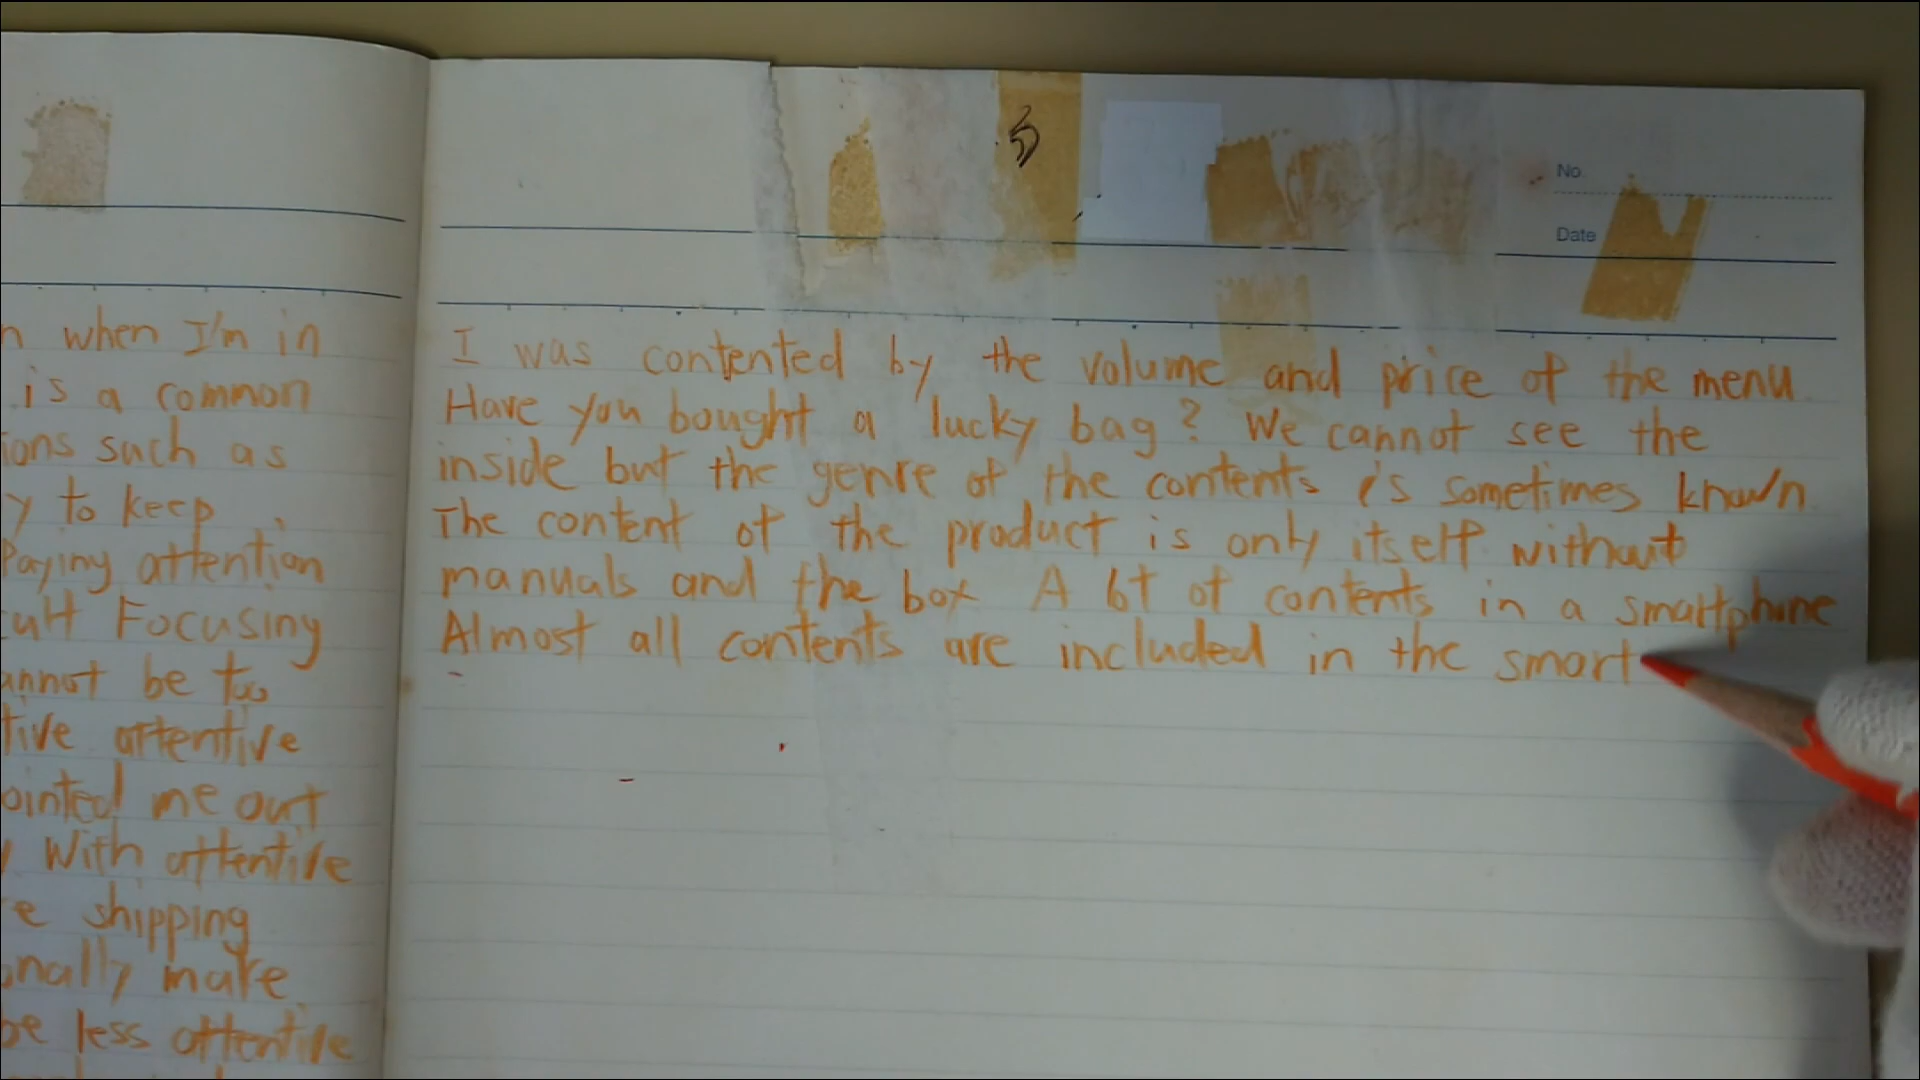 n when I'm in
is a common
ions such as
y to keep
Paying attention
cult Focusing
annot be too
tive attentive
ointed me out
y With attentive
e shipping
onally make
be less attentive
5
No.
Date
I was contented by the volume and price of the menu
Have you bought a lucky bag? We cannot see the
inside but the genre of the contents is sometimes known
The content of the product is only itself without
manuals and the box A lot of contents in a smartphone
Almost all contents are included in the smart